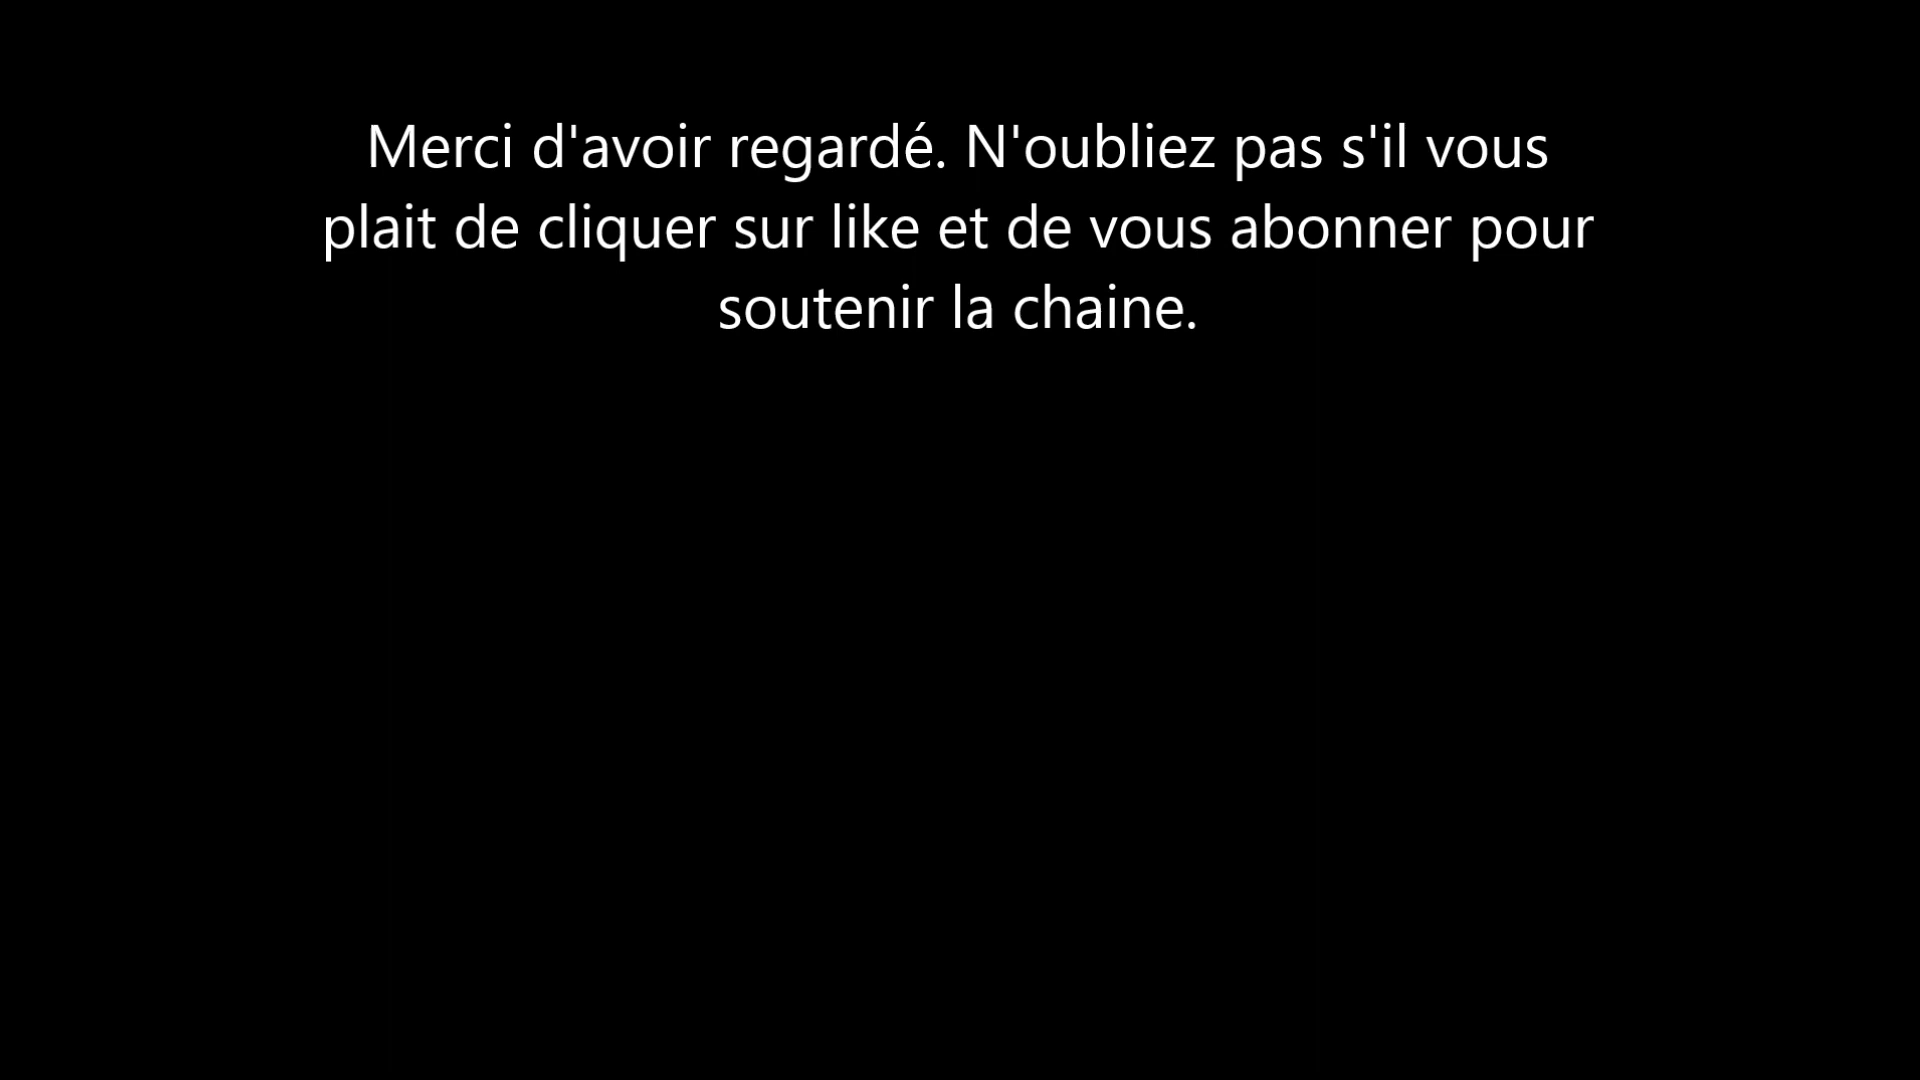 Merci d'avoir regardé. N'oubliez pas s'il vous
plait de cliquer sur like et de vous abonner pour
soutenir la chaine.